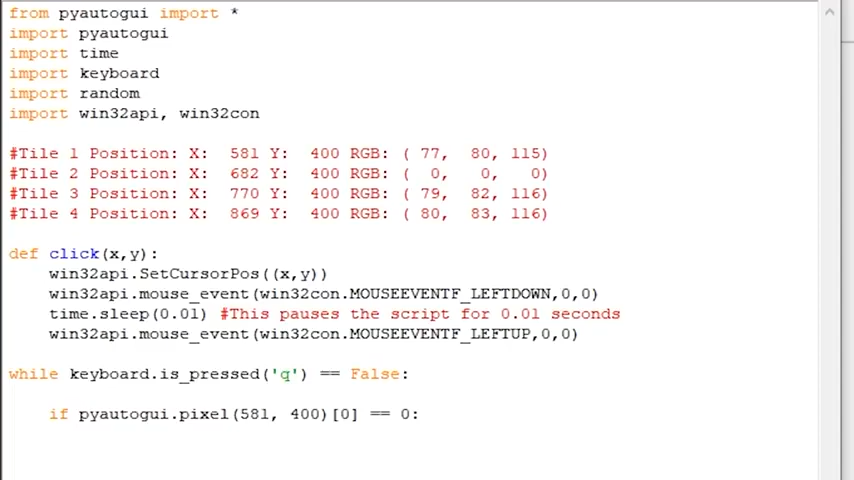 from pyautogui import *
import pyautogui
import time
import keyboard
import random
import win32api, win32con
#Tile 1 Position: X:  581 Y:  400 RGB: ( 77,  80, 115)
#Tile 2 Position: X:  682 Y:  400 RGB: (  0,   0,   0)
#Tile 3 Position: X:  770 Y:  400 RGB: ( 79,  82, 116)
#Tile 4 Position: X:  869 Y:  400 RGB: ( 80,  83, 116)
def click(x,y):
    win32api.SetCursorPos((x,y))
    win32api.mouse_event(win32con.MOUSEEVENTF_LEFTDOWN,0,0)
    time.sleep(0.01) #This pauses the script for 0.01 seconds
    win32api.mouse_event(win32con.MOUSEEVENTF_LEFTUP,0,0)
while keyboard.is_pressed('q') == False:
    if pyautogui.pixel(581, 400)[0] == 0: